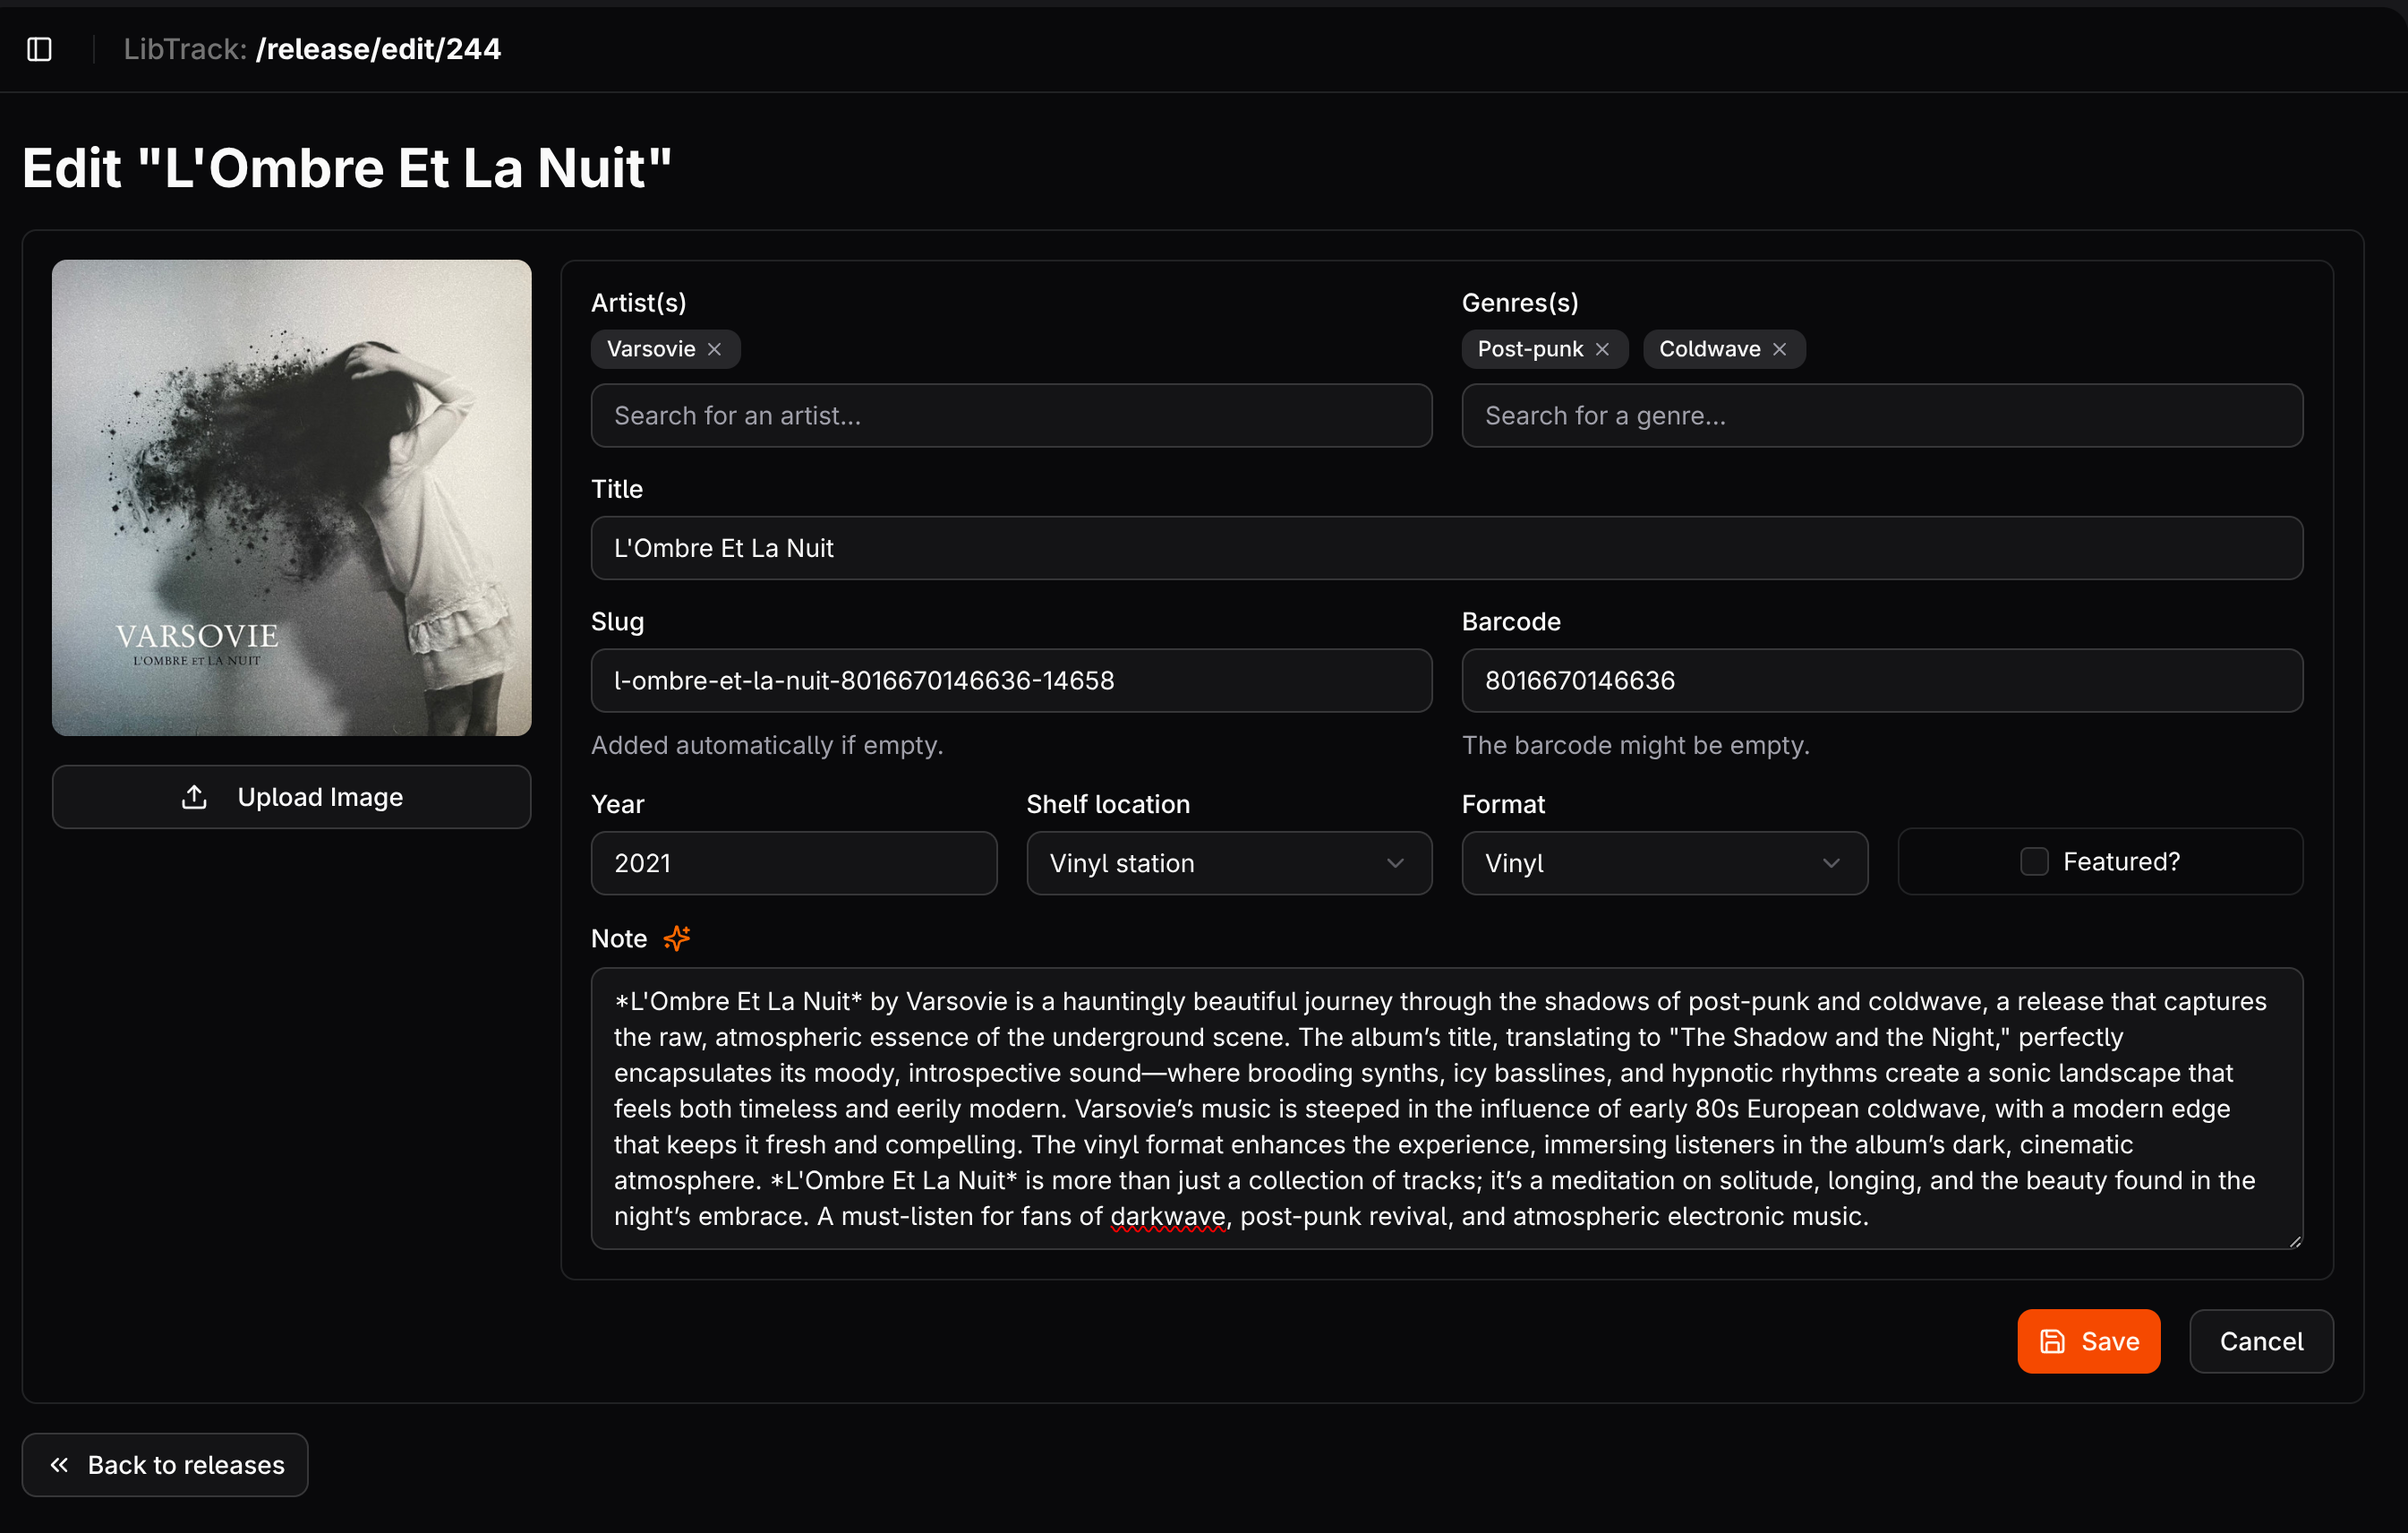 LibTrack: /release/edit/244
Edit "L'Ombre Et La Nuit"
VARSOVIE
L'OMBRE ET LA NUIT
Upload Image
Artist(s)
Varsovie
Search for an artist...
Genres(s)
Post-punk Coldwave
Search for a genre...
Title
L'Ombre Et La Nuit
Slug
l-ombre-et-la-nuit-8016670146636-14658
Added automatically if empty.
Barcode
8016670146636
The barcode might be empty.
Year
2021
Shelf location
Vinyl station
Format
Vinyl
Featured?
Note
*L'Ombre Et La Nuit* by Varsovie is a hauntingly beautiful journey through the shadows of post-punk and coldwave, a release that captures
the raw, atmospheric essence of the underground scene. The album’s title, translating to "The Shadow and the Night," perfectly
encapsulates its moody, introspective sound—where brooding synths, icy basslines, and hypnotic rhythms create a sonic landscape that
feels both timeless and eerily modern. Varsovie’s music is steeped in the influence of early 80s European coldwave, with a modern edge
that keeps it fresh and compelling. The vinyl format enhances the experience, immersing listeners in the album’s dark, cinematic
atmosphere. *L'Ombre Et La Nuit* is more than just a collection of tracks; it’s a meditation on solitude, longing, and the beauty found in the
night’s embrace. A must-listen for fans of darkwave, post-punk revival, and atmospheric electronic music.
Save
Cancel
Back to releases